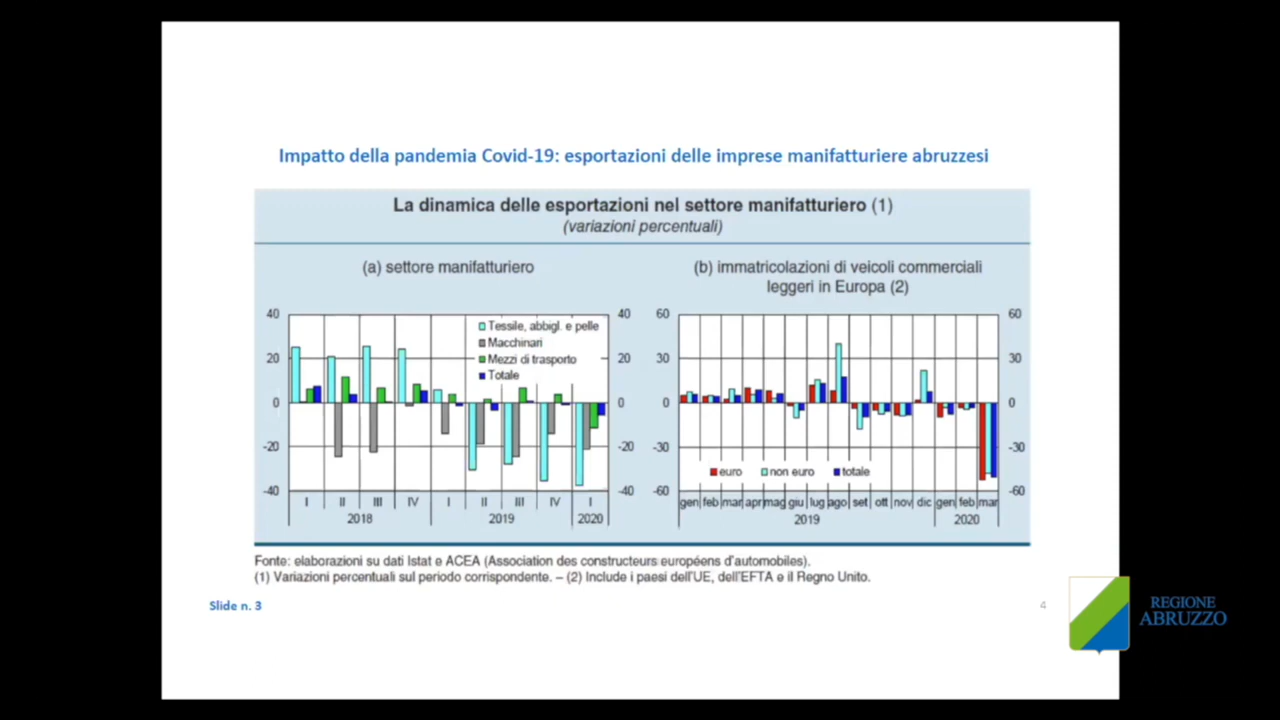 Impatto della pandemia Covid-19: esportazioni delle imprese manifatturiere abruzzesi
La dinamica delle esportazioni nel settore manifatturiero (1)
(variazioni percentuali)
(a) settore manifatturiero
40
20
0
-20
-40
Tessile, abbigl. e pelle
Macchinari
Mezzi di trasporto
Totale
40
20
0
-20
-40
I II III IV I II III IV I
2018 2019 2020
(b) immatricolazioni di veicoli commerciali
leggeri in Europa (2)
60
30
0
-30
-60
euro non euro totale
60
30
0
-30
-60
gen feb mar apr mag giu lug ago set ott nov dic gen feb mar
2019 2020
Fonte: elaborazioni su dati Istat e ACEA (Association des constructeurs européens d'automobiles).
(1) Variazioni percentuali sul periodo corrispondente. – (2) Include i paesi dell'UE, dell'EFTA e il Regno Unito.
Slide n. 3
4
REGIONE
ABRUZZO